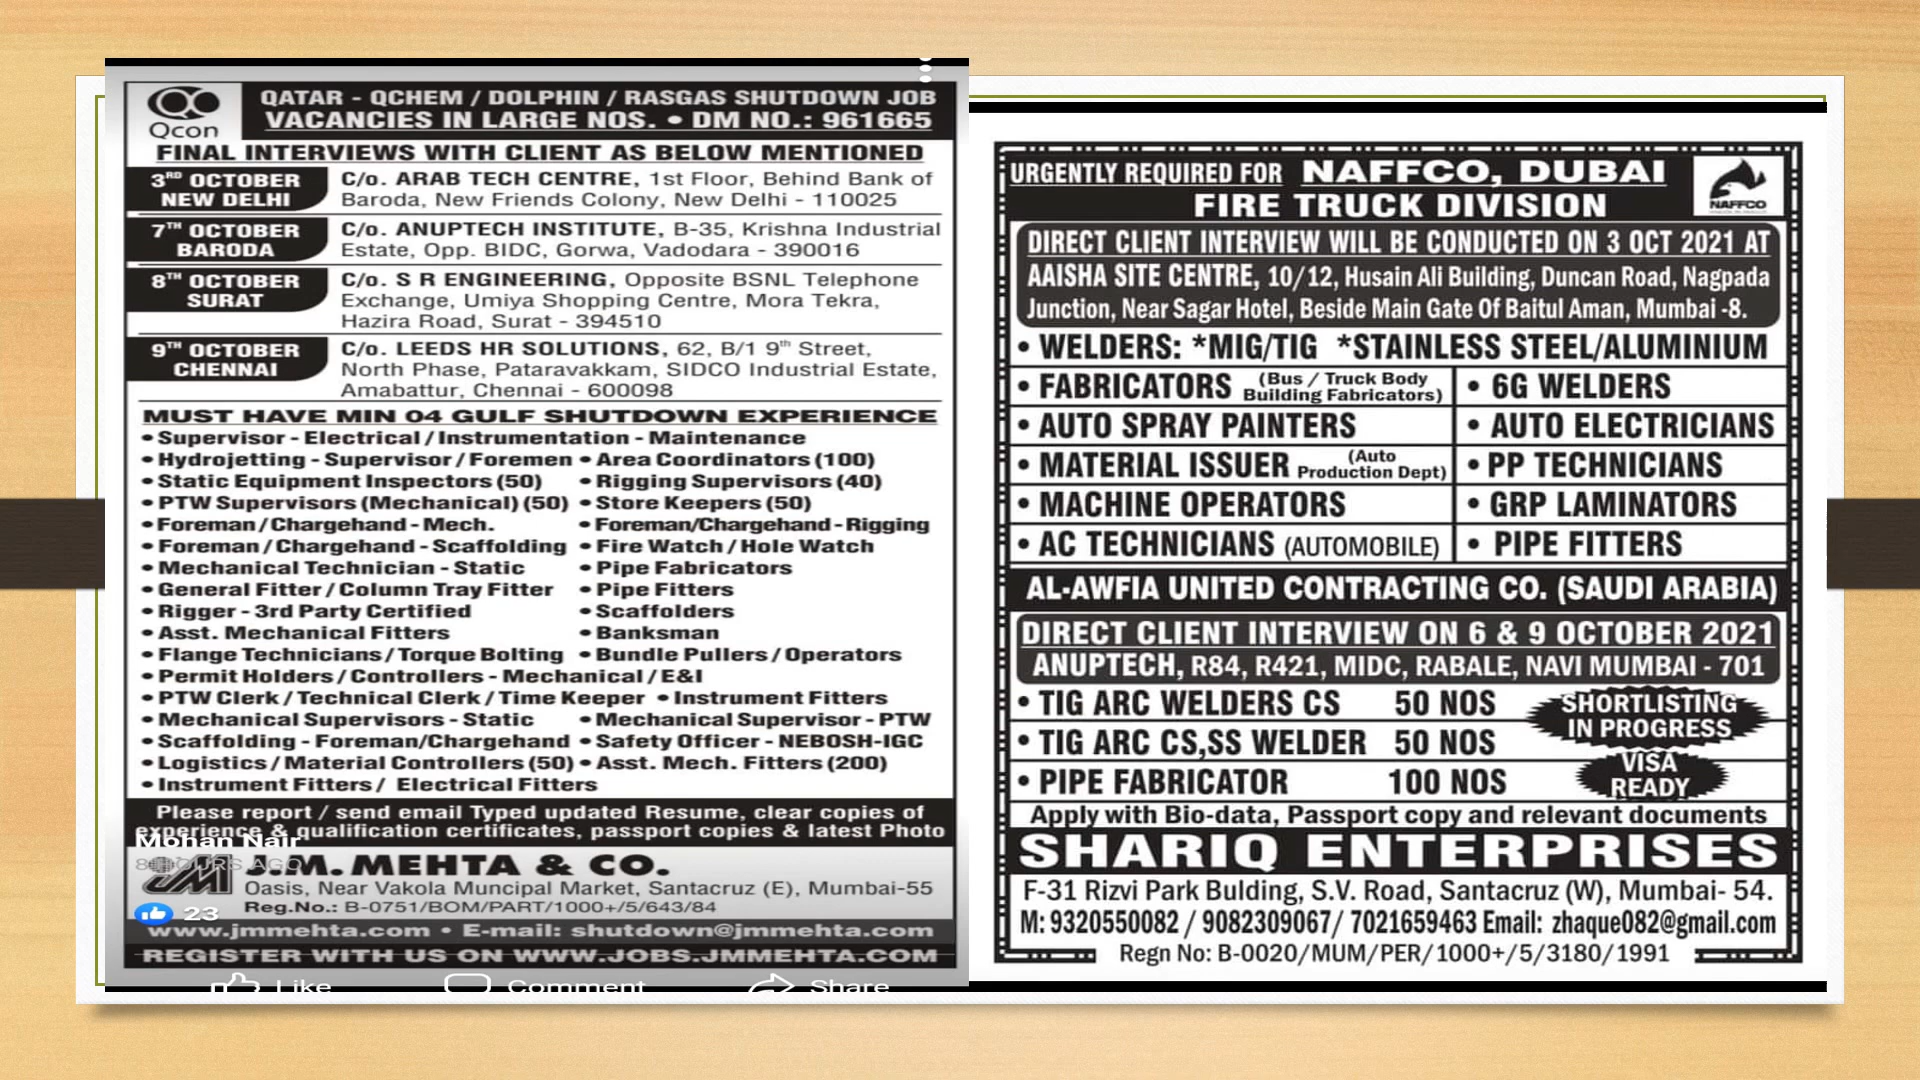 Qcon
QATAR - QCHEM / DOLPHIN / RASGAS SHUTDOWN JOB
VACANCIES IN LARGE NOS. • DM NO.: 961665
FINAL INTERVIEWS WITH CLIENT AS BELOW MENTIONED
3RD OCTOBER
NEW DELHI
C/o. ARAB TECH CENTRE, 1st Floor, Behind Bank of
Baroda, New Friends Colony, New Delhi - 110025
7TH OCTOBER
BARODA
C/o. ANUPTECH INSTITUTE, B-35, Krishna Industrial
Estate, Opp. BIDC, Gorwa, Vadodara - 390016
8TH OCTOBER
SURAT
C/o. S R ENGINEERING, Opposite BSNL Telephone
Exchange, Umiya Shopping Centre, Mora Tekra,
Hazira Road, Surat - 394510
9TH OCTOBER
CHENNAI
C/o. LEEDS HR SOLUTIONS, 62, B/1 9th Street,
North Phase, Pataravakkam, SIDCO Industrial Estate,
Amabattur, Chennai - 600098
MUST HAVE MIN 04 GULF SHUTDOWN EXPERIENCE
• Supervisor - Electrical / Instrumentation - Maintenance
• Hydrojetting - Supervisor / Foremen • Area Coordinators (100)
• Static Equipment Inspectors (50) • Rigging Supervisors (40)
• PTW Supervisors (Mechanical) (50) • Store Keepers (50)
• Foreman / Chargehand - Mech. • Foreman/Chargehand - Rigging
• Foreman / Chargehand - Scaffolding • Fire Watch / Hole Watch
• Mechanical Technician - Static • Pipe Fabricators
• General Fitter / Column Tray Fitter • Pipe Fitters
• Rigger - 3rd Party Certified • Scaffolders
• Asst. Mechanical Fitters • Banksman
• Flange Technicians / Torque Bolting • Bundle Pullers / Operators
• Permit Holders / Controllers - Mechanical / E&I
• PTW Clerk / Technical Clerk / Time Keeper • Instrument Fitters
• Mechanical Supervisors - Static • Mechanical Supervisor - PTW
• Scaffolding - Foreman/Chargehand • Safety Officer - NEBOSH-IGC
• Logistics / Material Controllers (50) • Asst. Mech. Fitters (200)
• Instrument Fitters / Electrical Fitters
Please report / send email Typed updated Resume, clear copies of
experience & qualification certificates, passport copies & latest Photo
Mohan Nair
8 HOURS AGO
J.M. MEHTA & CO.
Oasis, Near Vakola Muncipal Market, Santacruz (E), Mumbai-55
Reg.No.: B-0751/BOM/PART/1000+/5/643/84
23
www.jmmehta.com • E-mail: shutdown@jmmehta.com
REGISTER WITH US ON WWW.JOBS.JMMEHTA.COM
Like Comment Share
URGENTLY REQUIRED FOR NAFFCO, DUBAI
FIRE TRUCK DIVISION
NAFFCO
DIRECT CLIENT INTERVIEW WILL BE CONDUCTED ON 3 OCT 2021 AT
AAISHA SITE CENTRE, 10/12, Husain Ali Building, Duncan Road, Nagpada
Junction, Near Sagar Hotel, Beside Main Gate Of Baitul Aman, Mumbai -8.
• WELDERS: *MIG/TIG *STAINLESS STEEL/ALUMINIUM
• FABRICATORS (Bus / Truck Body Building Fabricators) • 6G WELDERS
• AUTO SPRAY PAINTERS • AUTO ELECTRICIANS
• MATERIAL ISSUER (Auto Production Dept) • PP TECHNICIANS
• MACHINE OPERATORS • GRP LAMINATORS
• AC TECHNICIANS (AUTOMOBILE) • PIPE FITTERS
AL-AWFIA UNITED CONTRACTING CO. (SAUDI ARABIA)
DIRECT CLIENT INTERVIEW ON 6 & 9 OCTOBER 2021
ANUPTECH, R84, R421, MIDC, RABALE, NAVI MUMBAI - 701
• TIG ARC WELDERS CS 50 NOS
• TIG ARC CS,SS WELDER 50 NOS
• PIPE FABRICATOR 100 NOS
SHORTLISTING
IN PROGRESS
VISA
READY
Apply with Bio-data, Passport copy and relevant documents
SHARIQ ENTERPRISES
F-31 Rizvi Park Bulding, S.V. Road, Santacruz (W), Mumbai- 54.
M: 9320550082 / 9082309067/ 7021659463 Email: zhaque082@gmail.com
Regn No: B-0020/MUM/PER/1000+/5/3180/1991